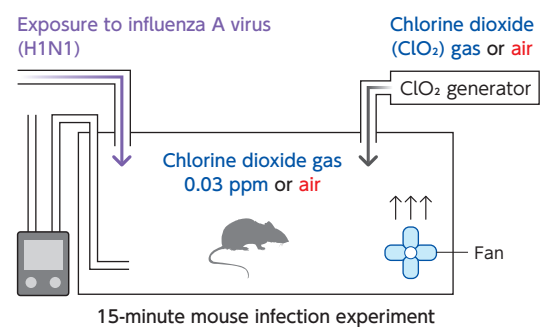 Exposure to influenza A virus
(H1N1)
Chlorine dioxide
(ClO₂) gas or air
ClO₂ generator
Chlorine dioxide gas
0.03 ppm or air
Fan
15-minute mouse infection experiment